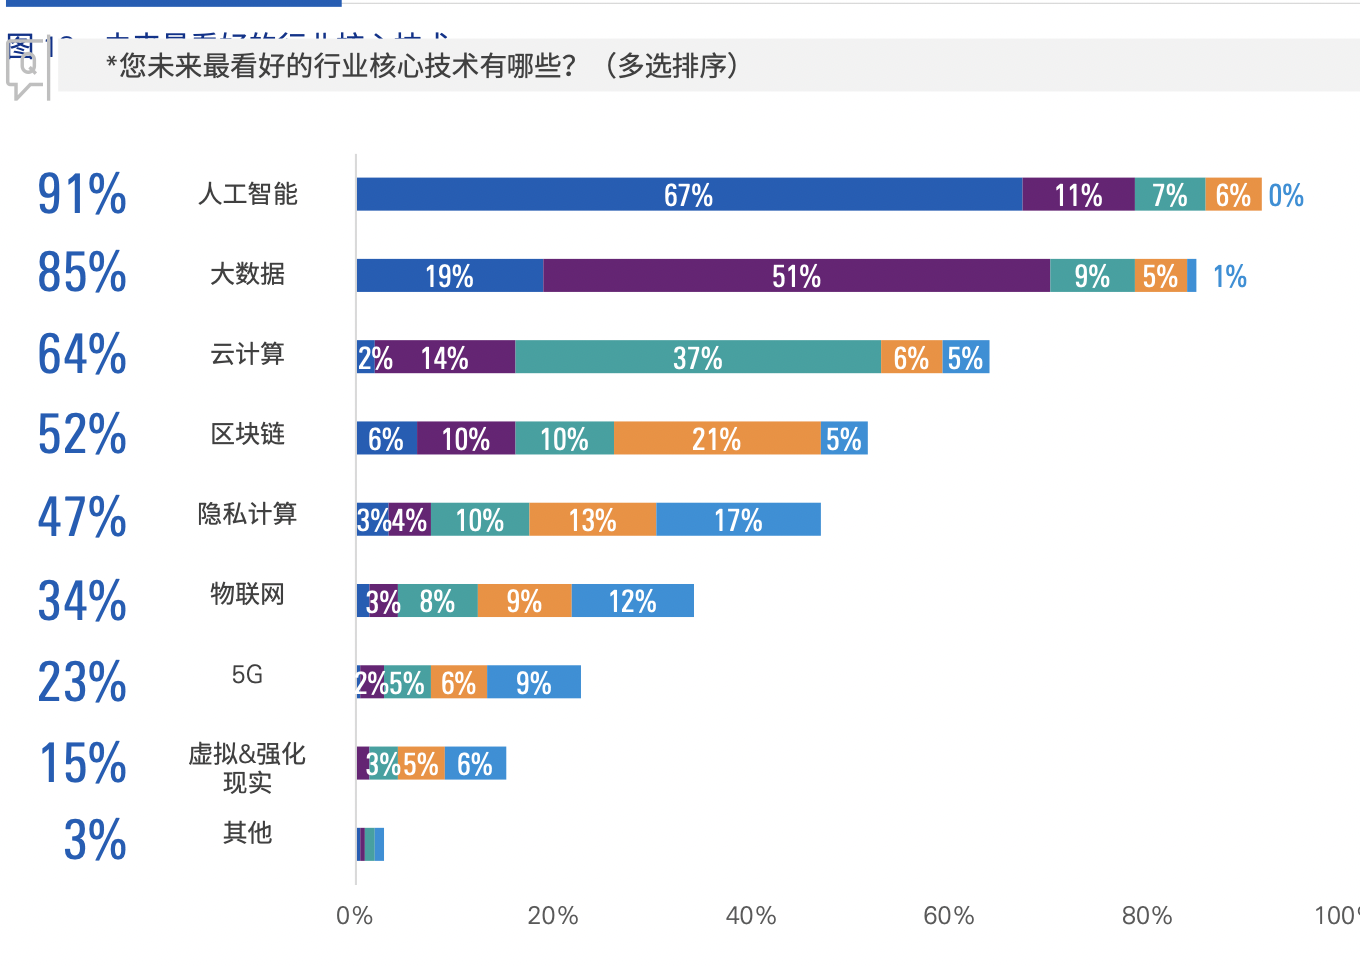 *您未来最看好的行业核心技术有哪些？（多选排序）
91% 人工智能 67% 11% 7% 6% 0%
85% 大数据 19% 51% 9% 5% 1%
64% 云计算 2% 14% 37% 6% 5%
52% 区块链 6% 10% 10% 21% 5%
47% 隐私计算 3% 4% 10% 13% 17%
34% 物联网 3% 8% 9% 12%
23% 5G 2% 5% 6% 9%
15% 虚拟&强化
现实 3% 5% 6%
3% 其他
0% 20% 40% 60% 80% 100%